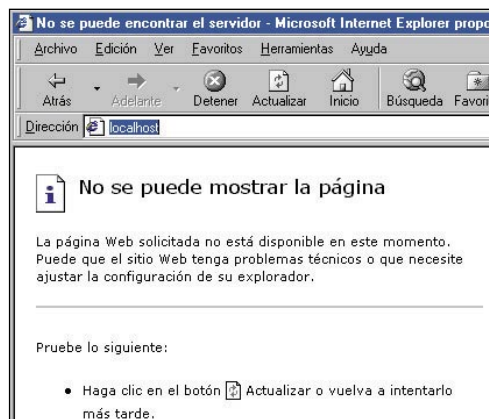 No se puede encontrar el servidor - Microsoft Internet Explorer
Archivo Edición Ver Favoritos Herramientas Ayuda
Atrás Adelante Detener Actualizar Inicio Búsqueda
Dirección localhost
No se puede mostrar la página
La página Web solicitada no está disponible en este momento.
Puede que el sitio Web tenga problemas técnicos o que necesite
ajustar la configuración de su explorador.
Pruebe lo siguiente:
• Haga clic en el botón Actualizar o vuelva a intentarlo
más tarde.